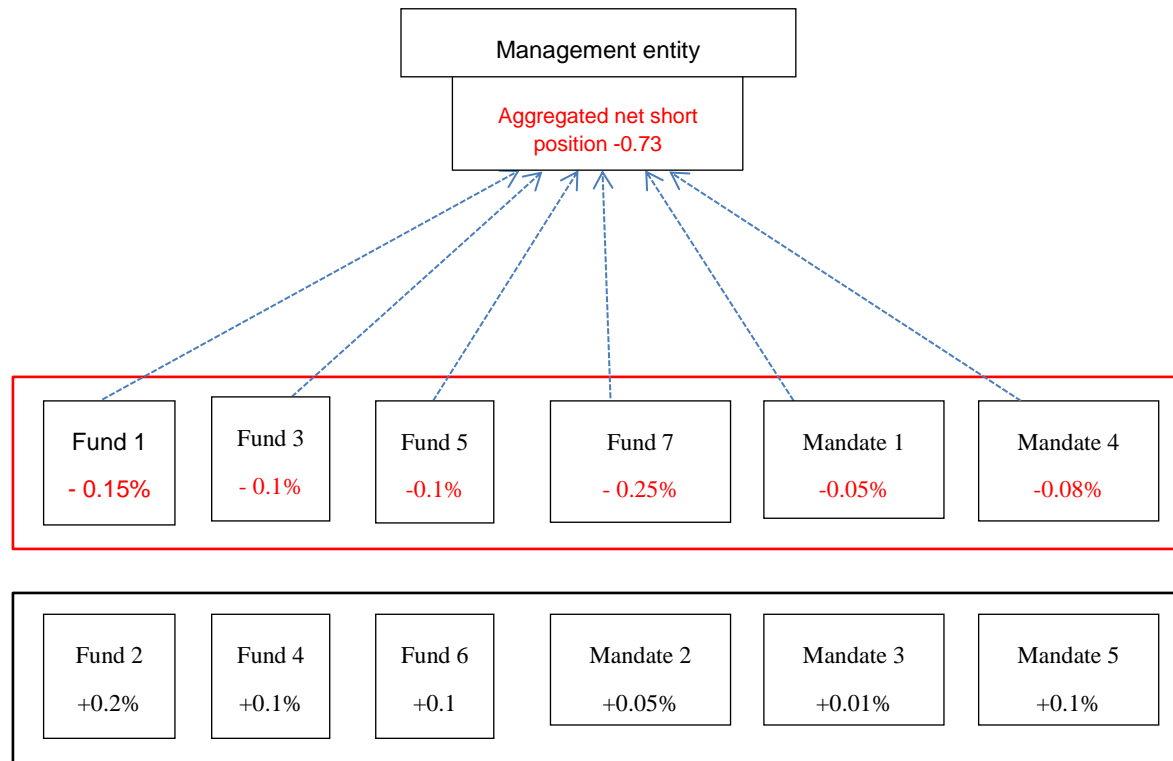 Management entity
Aggregated net short
position -0.73
Fund 1
- 0.15%
Fund 3
- 0.1%
Fund 5
-0.1%
Fund 7
- 0.25%
Mandate 1
-0.05%
Mandate 4
-0.08%
Fund 2
+0.2%
Fund 4
+0.1%
Fund 6
+0.1
Mandate 2
+0.05%
Mandate 3
+0.01%
Mandate 5
+0.1%